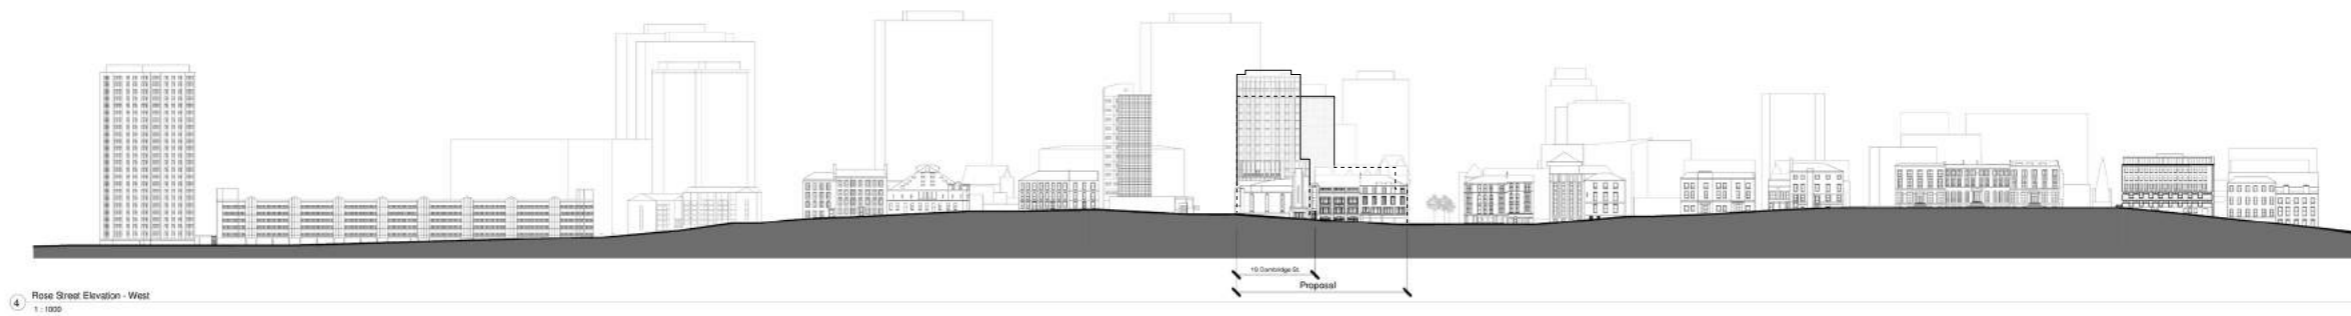 19 Cambridge St.
Proposal
4
Rose Street Elevation - West
1 : 1000